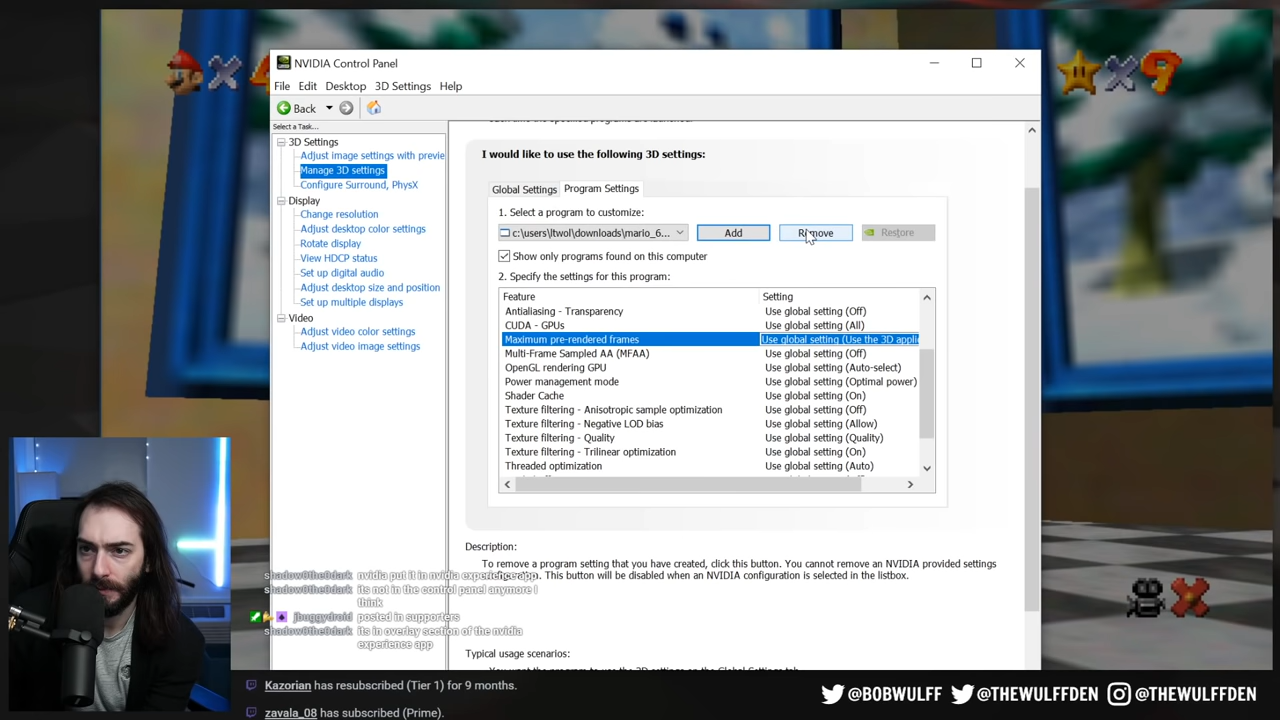 NVIDIA Control Panel
File Edit Desktop 3D Settings Help
Back
Select a Task...
3D Settings
Adjust image settings with previe
Manage 3D settings
Configure Surround, PhysX
Display
Change resolution
Adjust desktop color settings
Rotate display
View HDCP status
Set up digital audio
Adjust desktop size and position
Set up multiple displays
Video
Adjust video color settings
Adjust video image settings
I would like to use the following 3D settings:
Global Settings Program Settings
1. Select a program to customize:
c:\users\ltwol\downloads\mario_6... Add Remove Restore
Show only programs found on this computer
2. Specify the settings for this program:
Feature Setting
Antialiasing - Transparency Use global setting (Off)
CUDA - GPUs Use global setting (All)
Maximum pre-rendered frames Use global setting (Use the 3D appli
Multi-Frame Sampled AA (MFAA) Use global setting (Off)
OpenGL rendering GPU Use global setting (Auto-select)
Power management mode Use global setting (Optimal power)
Shader Cache Use global setting (On)
Texture filtering - Anisotropic sample optimization Use global setting (Off)
Texture filtering - Negative LOD bias Use global setting (Allow)
Texture filtering - Quality Use global setting (Quality)
Texture filtering - Trilinear optimization Use global setting (On)
Threaded optimization Use global setting (Auto)
Description:
To remove a program setting that you have created, click this button. You cannot remove an NVIDIA provided settings
This button will be disabled when an NVIDIA configuration is selected in the listbox.
Typical usage scenarios:
shadow0the0dark nvidia put it in nvidia experience app
shadow0the0dark its not in the control panel anymore I
think
jbuggydroid posted in supporters
shadow0the0dark its in overlay section of the nvidia
experience app
Kazorian has resubscribed (Tier 1) for 9 months.
zavala_08 has subscribed (Prime).
@BOBWULFF @THEWULFFDEN @THEWULFFDEN
X 4
X 9